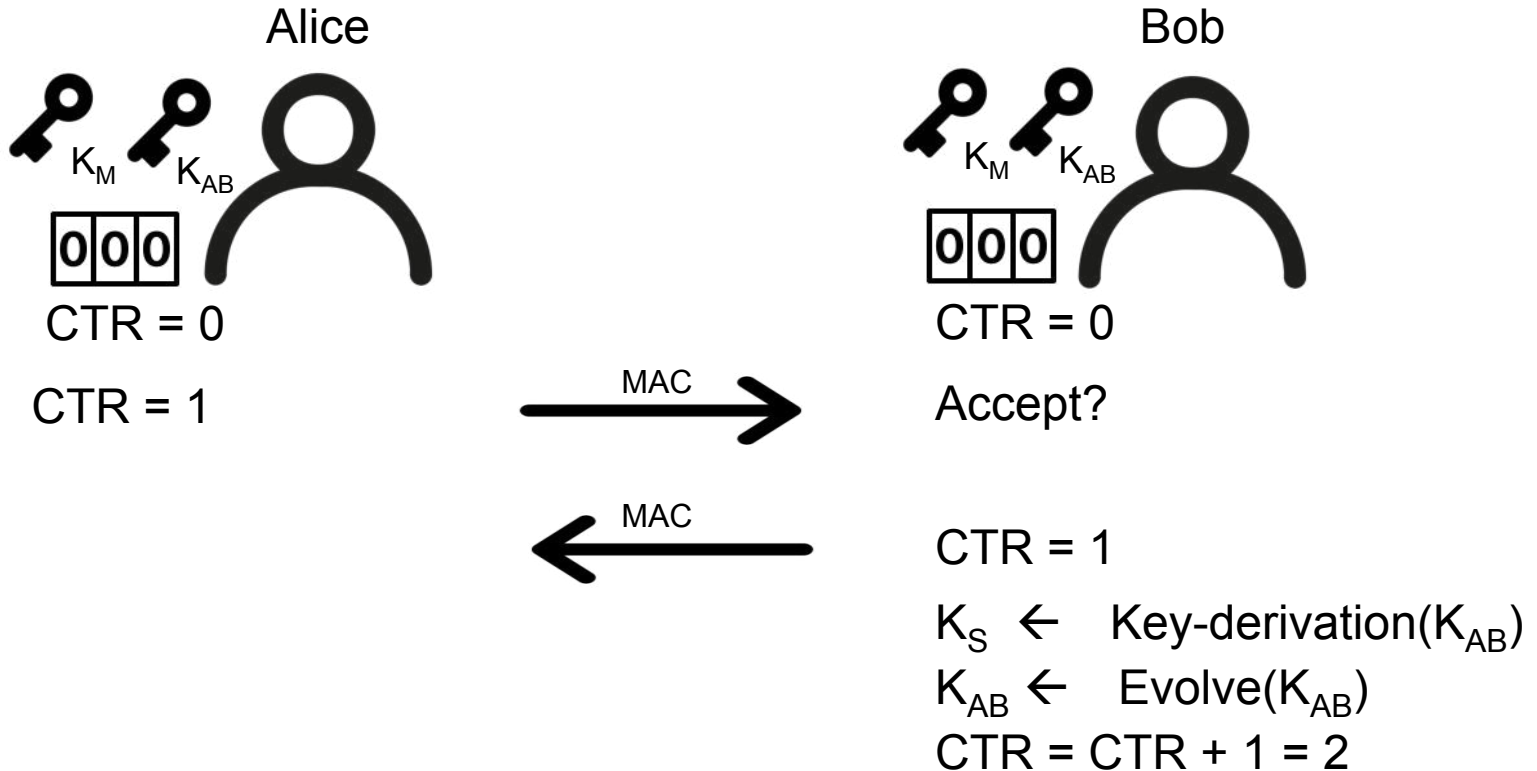 Alice
Bob
K_M K_AB
K_M K_AB
000
000
CTR = 0
CTR = 0
CTR = 1
MAC
Accept?
MAC
CTR = 1
K_S ← Key-derivation(K_AB)
K_AB ← Evolve(K_AB)
CTR = CTR + 1 = 2